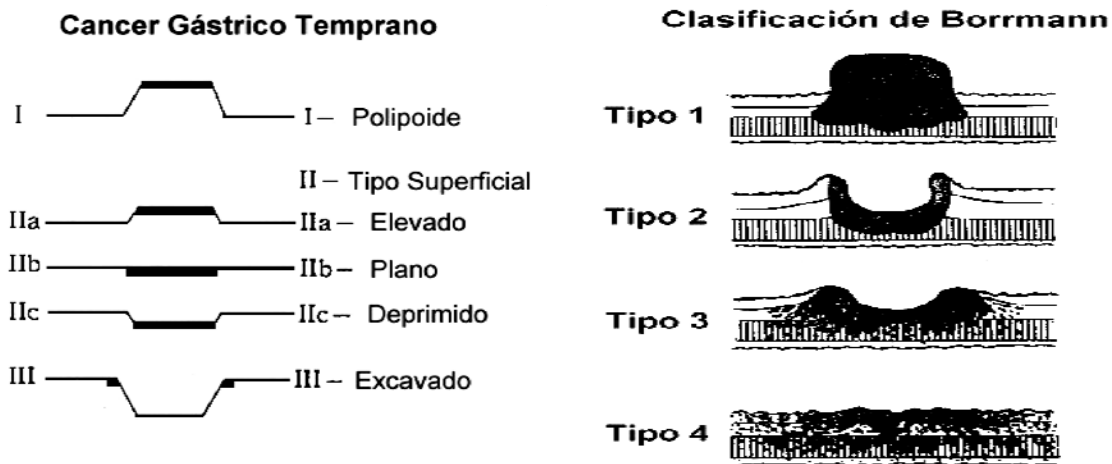 Cancer Gástrico Temprano
I I – Polipoide
II – Tipo Superficial
IIa IIa – Elevado
IIb IIb – Plano
IIc IIc – Deprimido
III III – Excavado
Clasificación de Borrmann
Tipo 1
Tipo 2
Tipo 3
Tipo 4